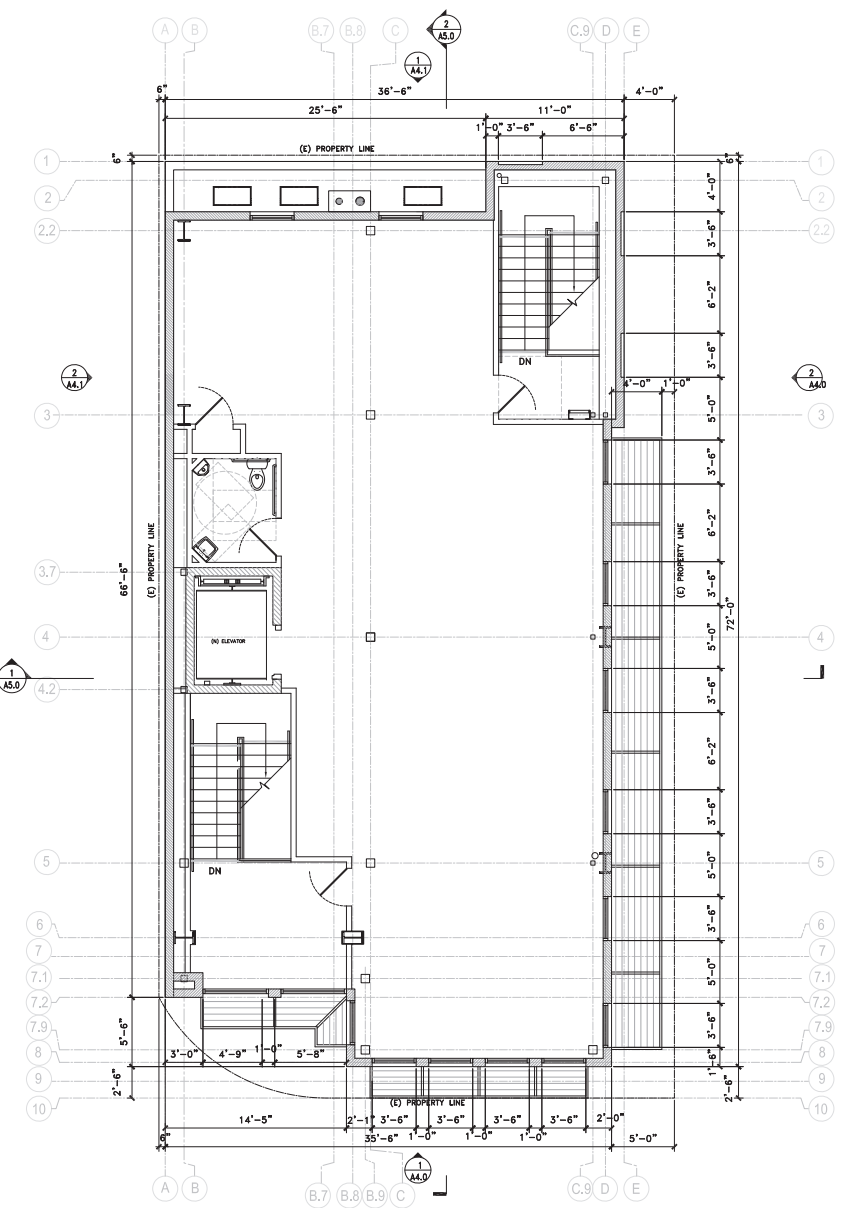 A B B.7 B.8 C C.9 D E
2
A5.0
1
A4.1
6" 36'-6" 4'-0"
25'-6" 11'-0"
1'-0" 3'-6" 6'-6"
(E) PROPERTY LINE
6" 6"
1 1
2 2
2.2 2.2
4'-0"
3'-6"
6'-2"
3'-6"
DN
2
A4.1
2
A4.0
4'-0" 1'-0"
5'-0"
3 3
3'-6"
6'-2"
(E) PROPERTY LINE
(E) PROPERTY LINE
66'-6"
72'-0"
3.7
3'-6"
5'-0"
4 4
(N) ELEVATOR
1
A5.0
4.2
3'-6"
6'-2"
3'-6"
5'-0"
5 5
DN
3'-6"
6 6
7 7
5'-0"
7.1 7.1
7.2 7.2
3'-6"
7.9 7.9
5'-6"
8 8
3'-0" 4'-9" 1'-0" 5'-8"
1'-6"
9 9
2'-6" 2'-6"
10 10
(E) PROPERTY LINE
14'-5" 2'-1" 3'-6" 3'-6" 3'-6" 3'-6" 2'-0"
6" 35'-6" 1'-0" 1'-0" 1'-0" 5'-0"
1
A4.0
A B B.7 B.8 B.9 C C.9 D E